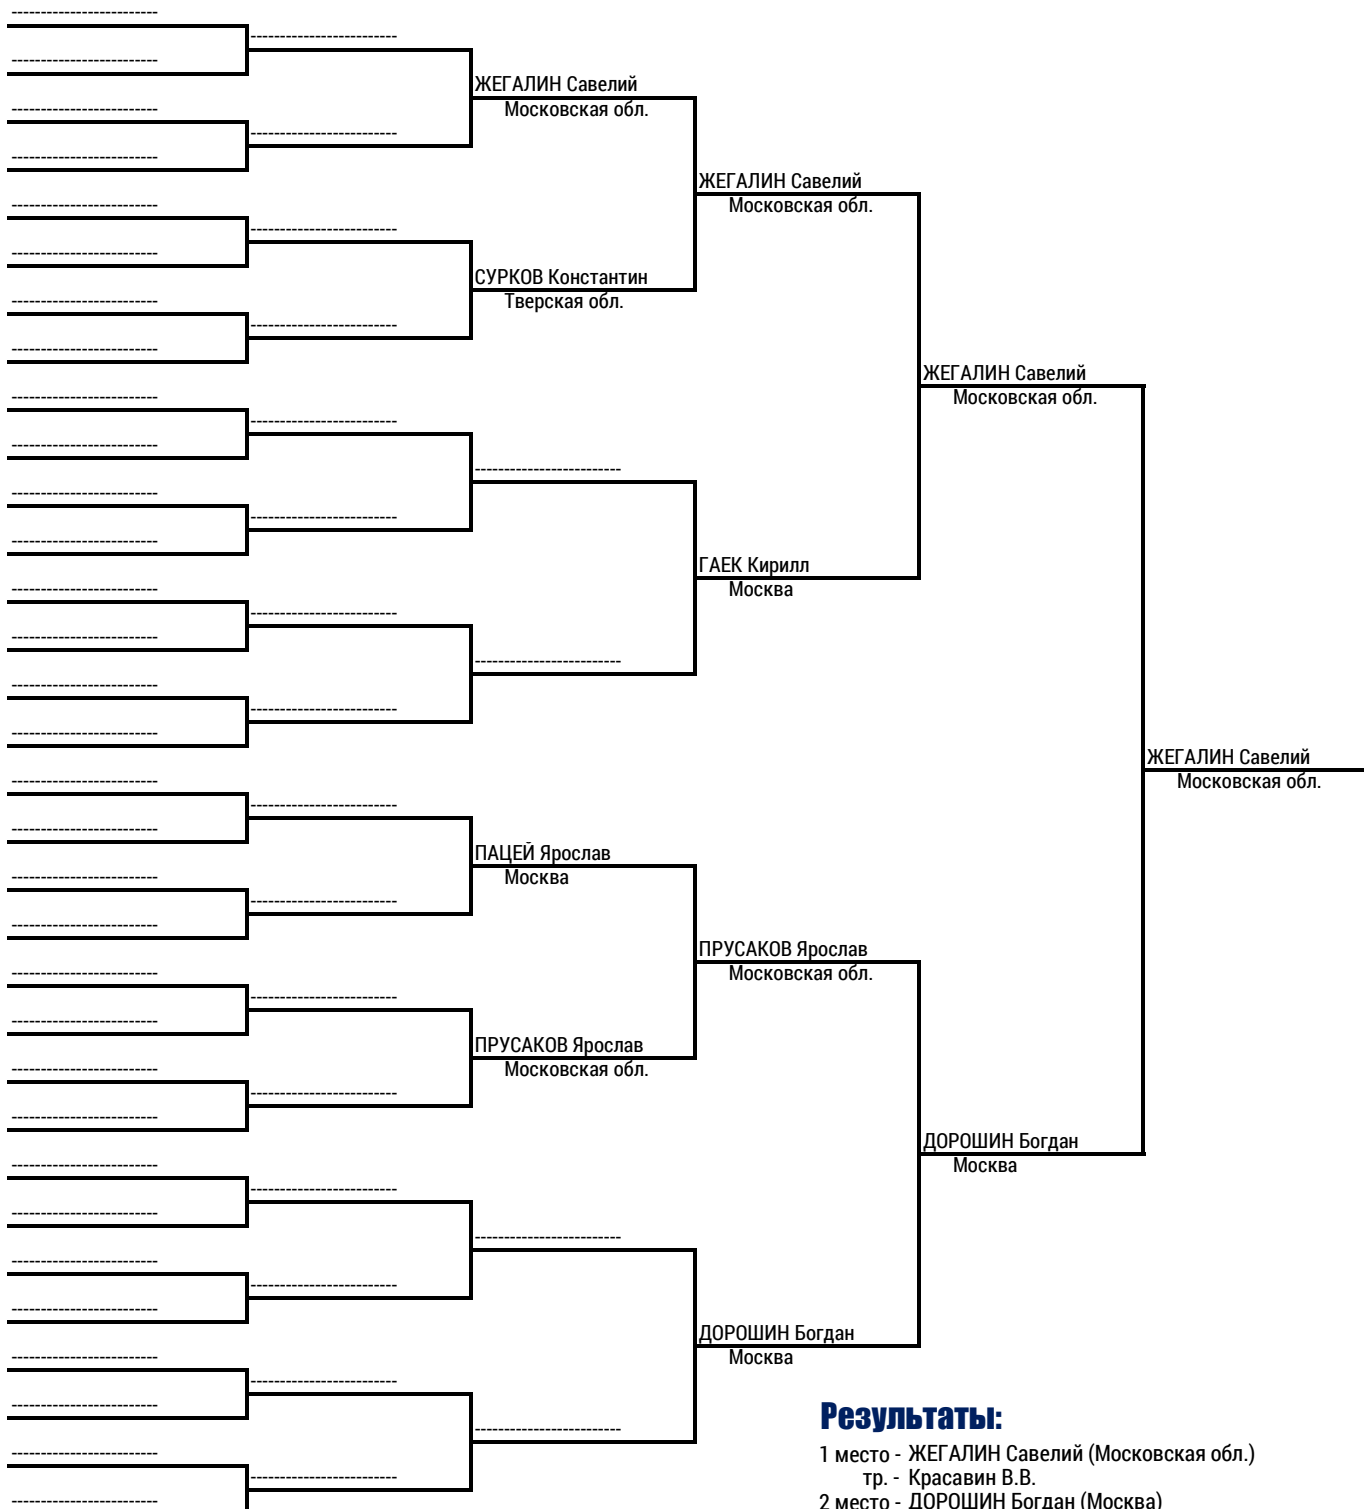 ЖЕГАЛИН Савелий
Московская обл.
ЖЕГАЛИН Савелий
Московская обл.
СУРКОВ Константин
Тверская обл.
ЖЕГАЛИН Савелий
Московская обл.
ГАЕК Кирилл
Москва
ЖЕГАЛИН Савелий
Московская обл.
ПАЦЕЙ Ярослав
Москва
ПРУСАКОВ Ярослав
Московская обл.
ПРУСАКОВ Ярослав
Московская обл.
ДОРОШИН Богдан
Москва
ДОРОШИН Богдан
Москва
Результаты:
1 место - ЖЕГАЛИН Савелий (Московская обл.)
тр. - Красавин В.В.
2 место - ДОРОШИН Богдан (Москва)